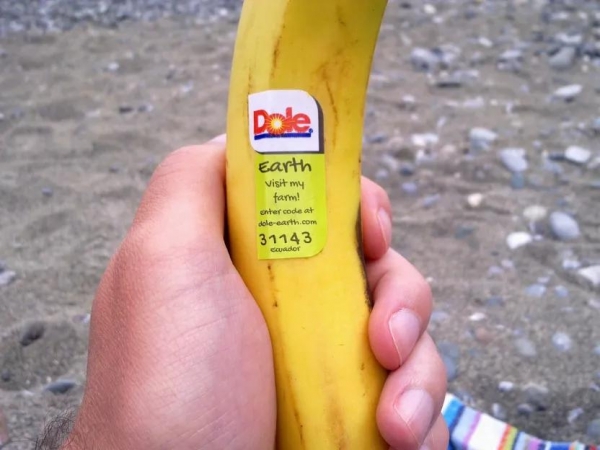 Dole
Earth
visit my
farm!
enter code at
dole-earth.com
31143
Ecuador